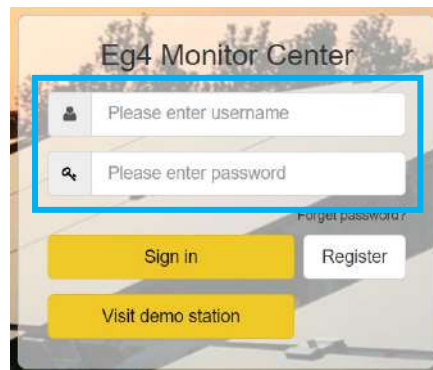 Eg4 Monitor Center
Please enter username
Please enter password
Forget password?
Sign in
Register
Visit demo station